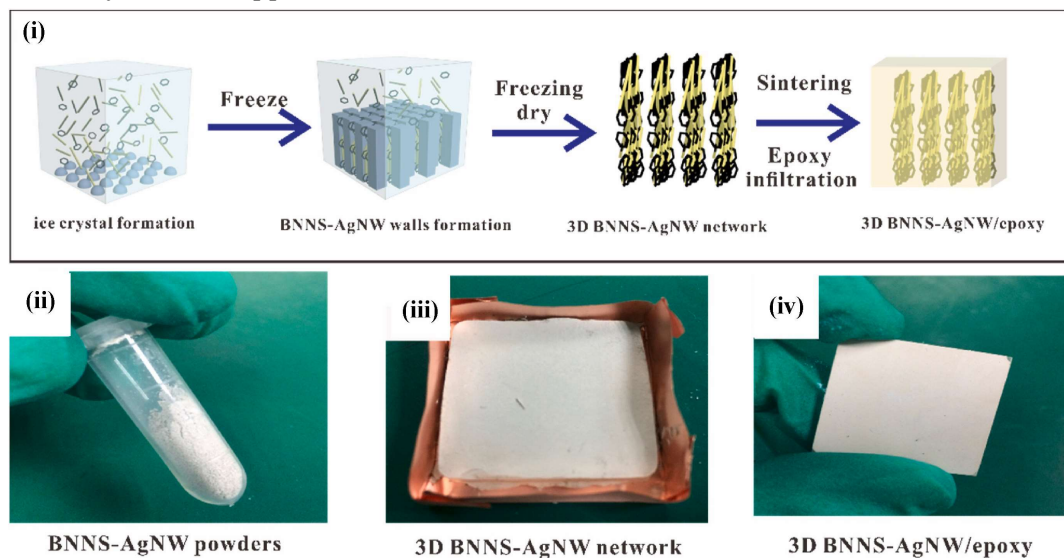 (i)
Freeze
Freezing
dry
Sintering
Epoxy
infiltration
ice crystal formation
BNNS-AgNW walls formation
3D BNNS-AgNW network
3D BNNS-AgNW/epoxy
(ii)
(iii)
(iv)
BNNS-AgNW powders
3D BNNS-AgNW network
3D BNNS-AgNW/epoxy